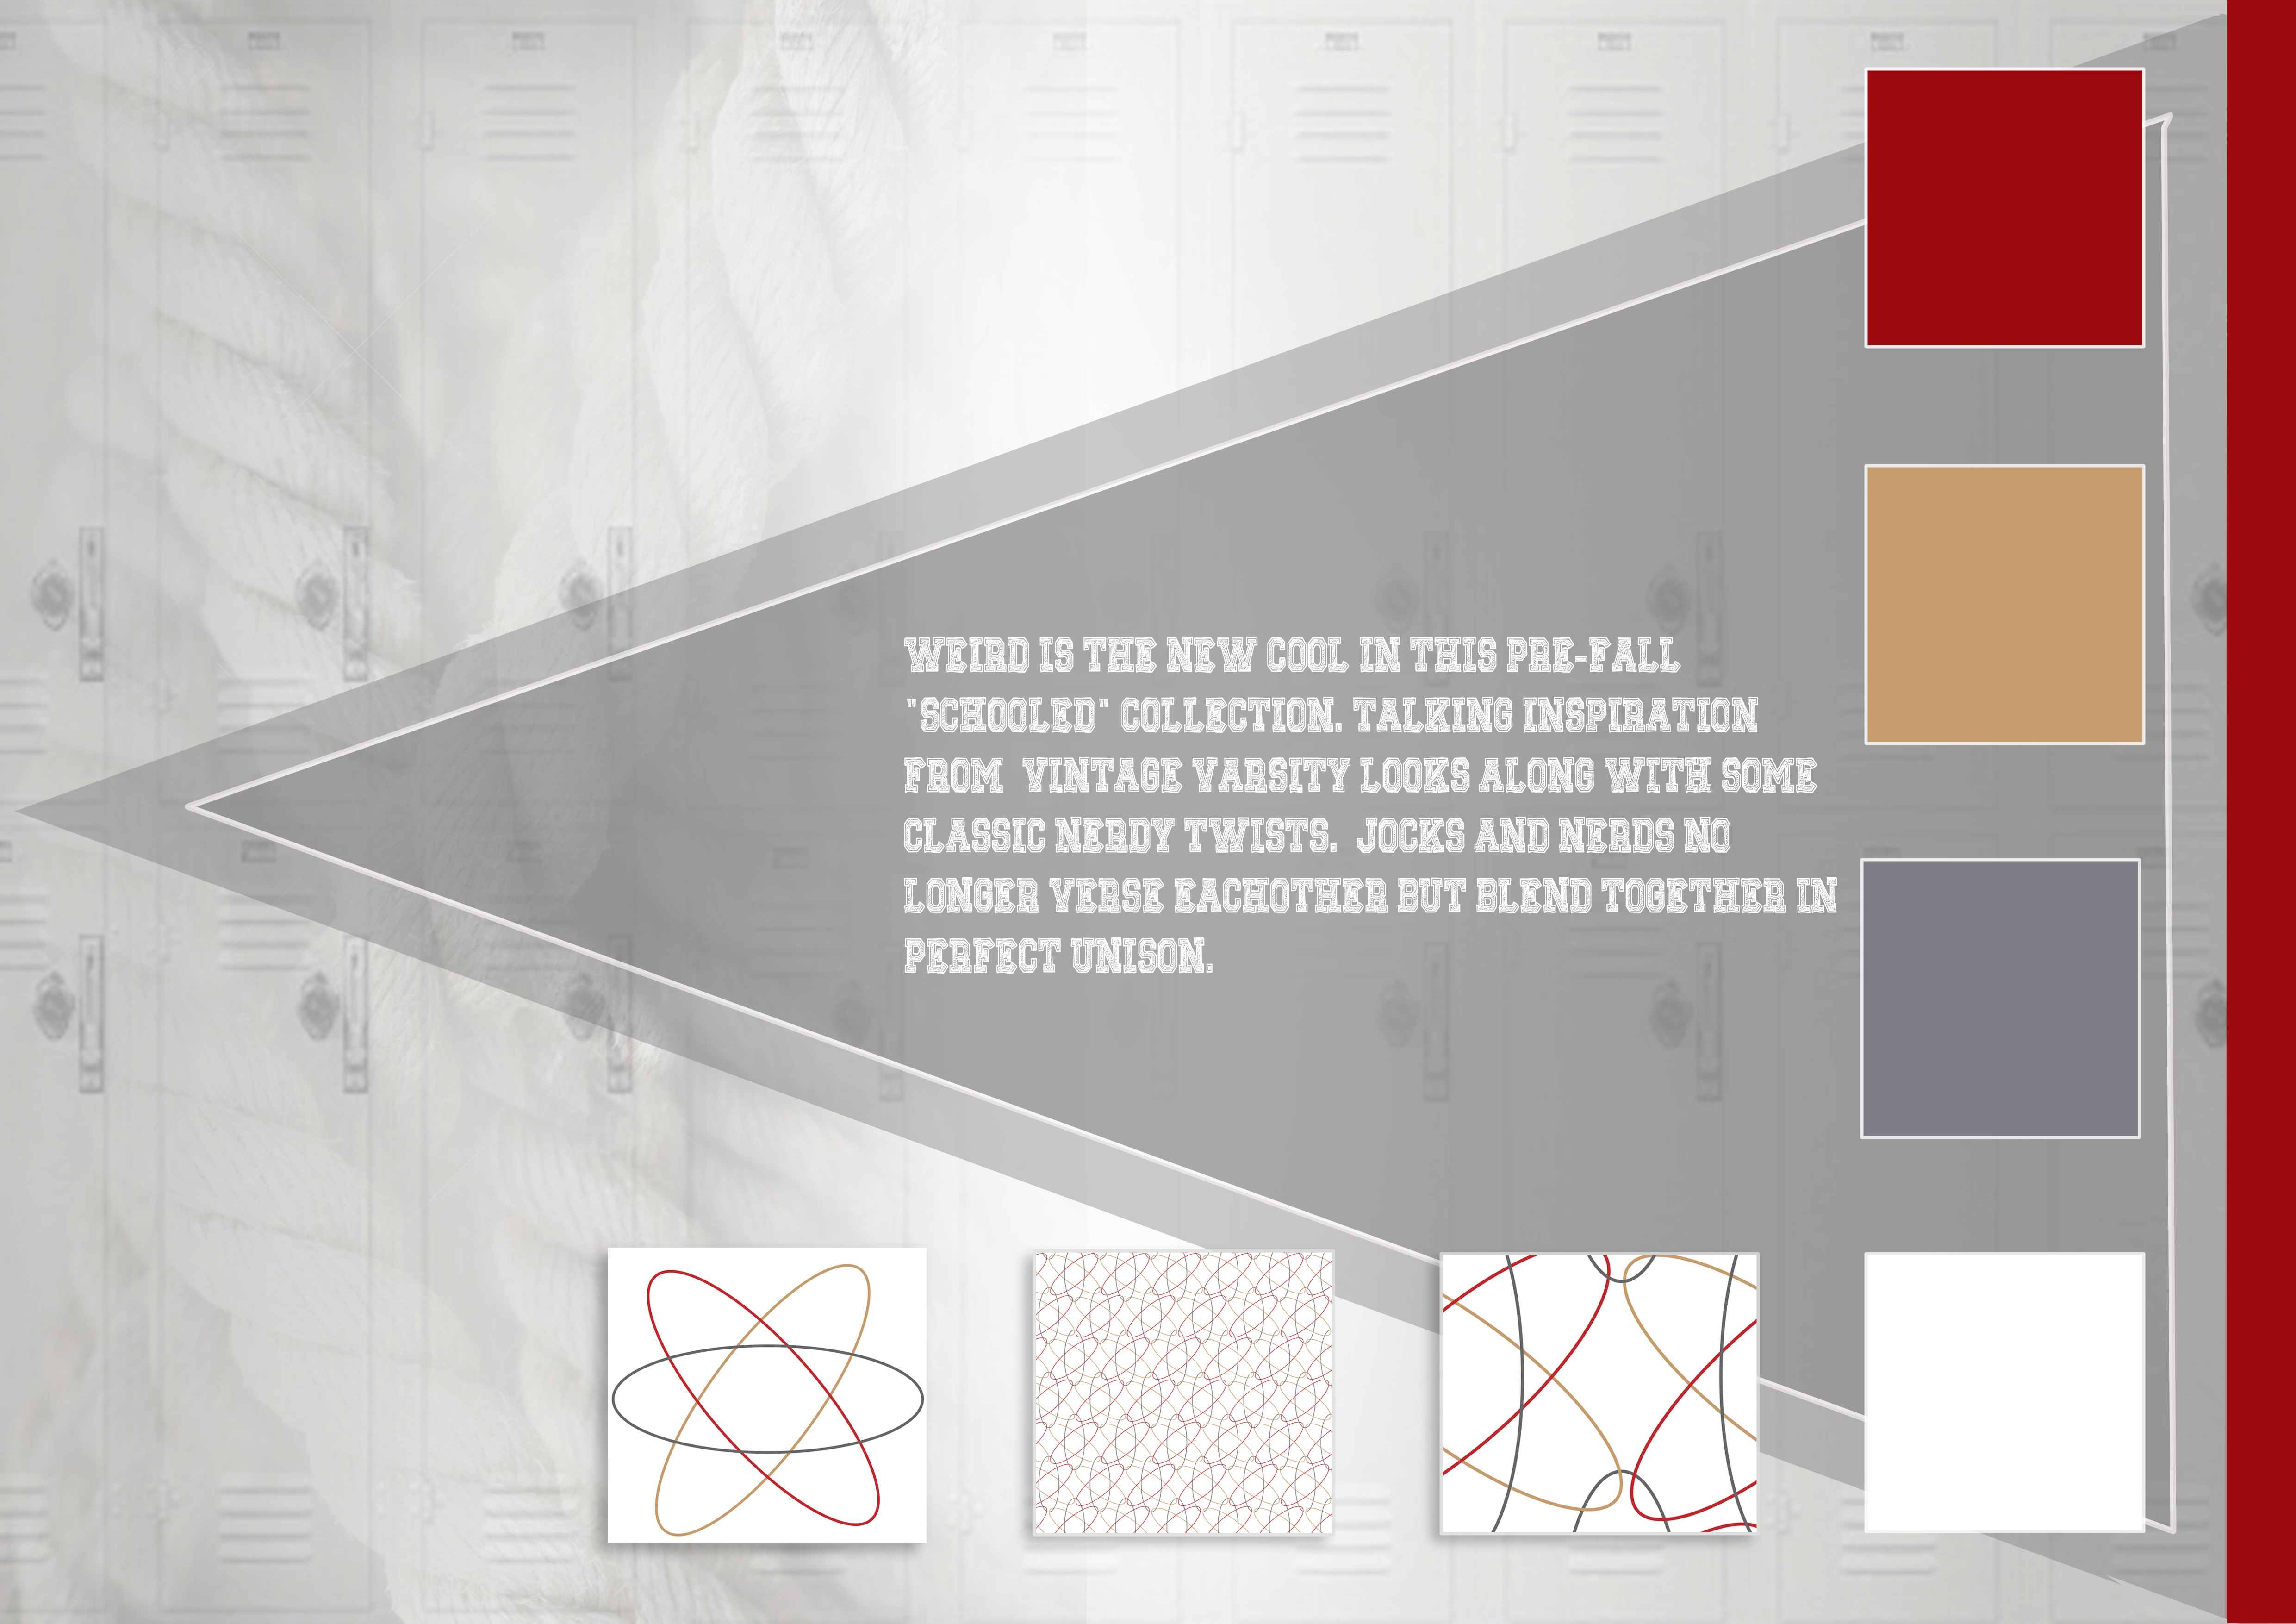 WEIRD IS THE NEW COOL IN THIS PRE-FALL
"SCHOOLED" COLLECTION. TALKING INSPIRATION
FROM VINTAGE VARSITY LOOKS ALONG WITH SOME
CLASSIC NERDY TWISTS. JOCKS AND NERDS NO
LONGER VERSE EACHOTHER BUT BLEND TOGETHER IN
PERFECT UNISON.